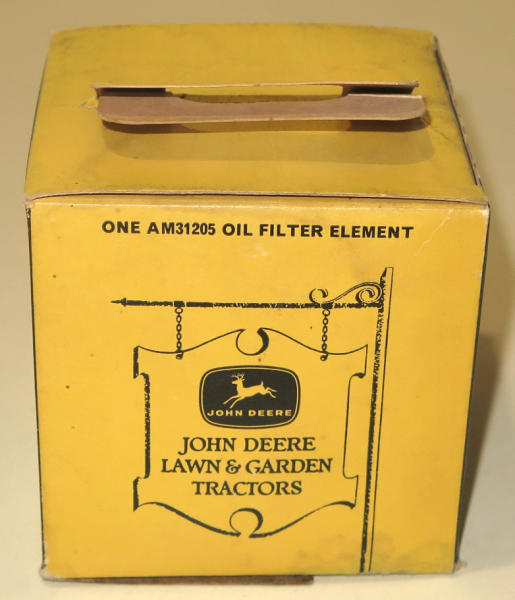 ONE AM31205 OIL FILTER ELEMENT
JOHN DEERE
JOHN DEERE
LAWN & GARDEN
TRACTORS